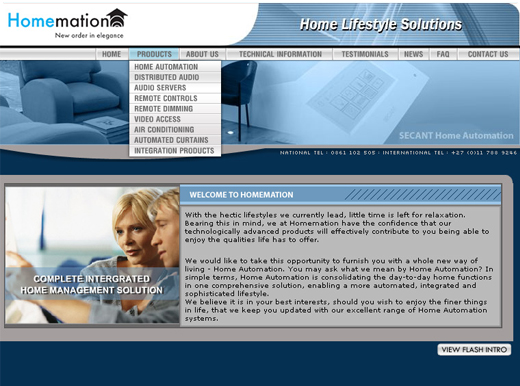 Homemation
New order in elegance
Home Lifestyle Solutions
HOME PRODUCTS ABOUT US TECHNICAL INFORMATION TESTIMONIALS NEWS FAQ CONTACT US
HOME AUTOMATION
DISTRIBUTED AUDIO
AUDIO SERVERS
REMOTE CONTROLS
REMOTE DIMMING
VIDEO ACCESS
AIR CONDITIONING
AUTOMATED CURTAINS
INTEGRATION PRODUCTS
SECANT Home Automation
NATIONAL TEL : 0861 102 505 : INTERNATIONAL TEL : +27 (0)11 788 9246
COMPLETE INTERGRATED
HOME MANAGEMENT SOLUTION
WELCOME TO HOMEMATION
With the hectic lifestyles we currently lead, little time is left for relaxation.
Bearing this in mind, we at Homemation have the confidence that our
technologically advanced products will effectively contribute to you being able to
enjoy the qualities life has to offer.
We would like to take this opportunity to furnish you with a whole new way of
living - Home Automation. You may ask what we mean by Home Automation? In
simple terms, Home Automation is consolidating the day-to-day home functions
in one comprehensive solution, enabling a more automated, integrated and
sophisticated lifestyle.
We believe it is in your best interests, should you wish to enjoy the finer things
in life, that we keep you updated with our excellent range of Home Automation
systems.
VIEW FLASH INTRO